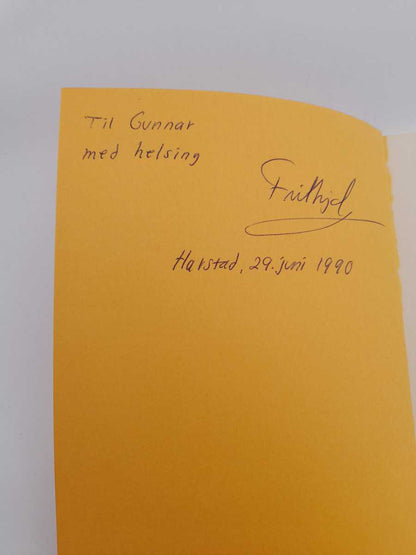 Til Gunnar
med helsing
Frithjof
Harstad, 29. juni 1990